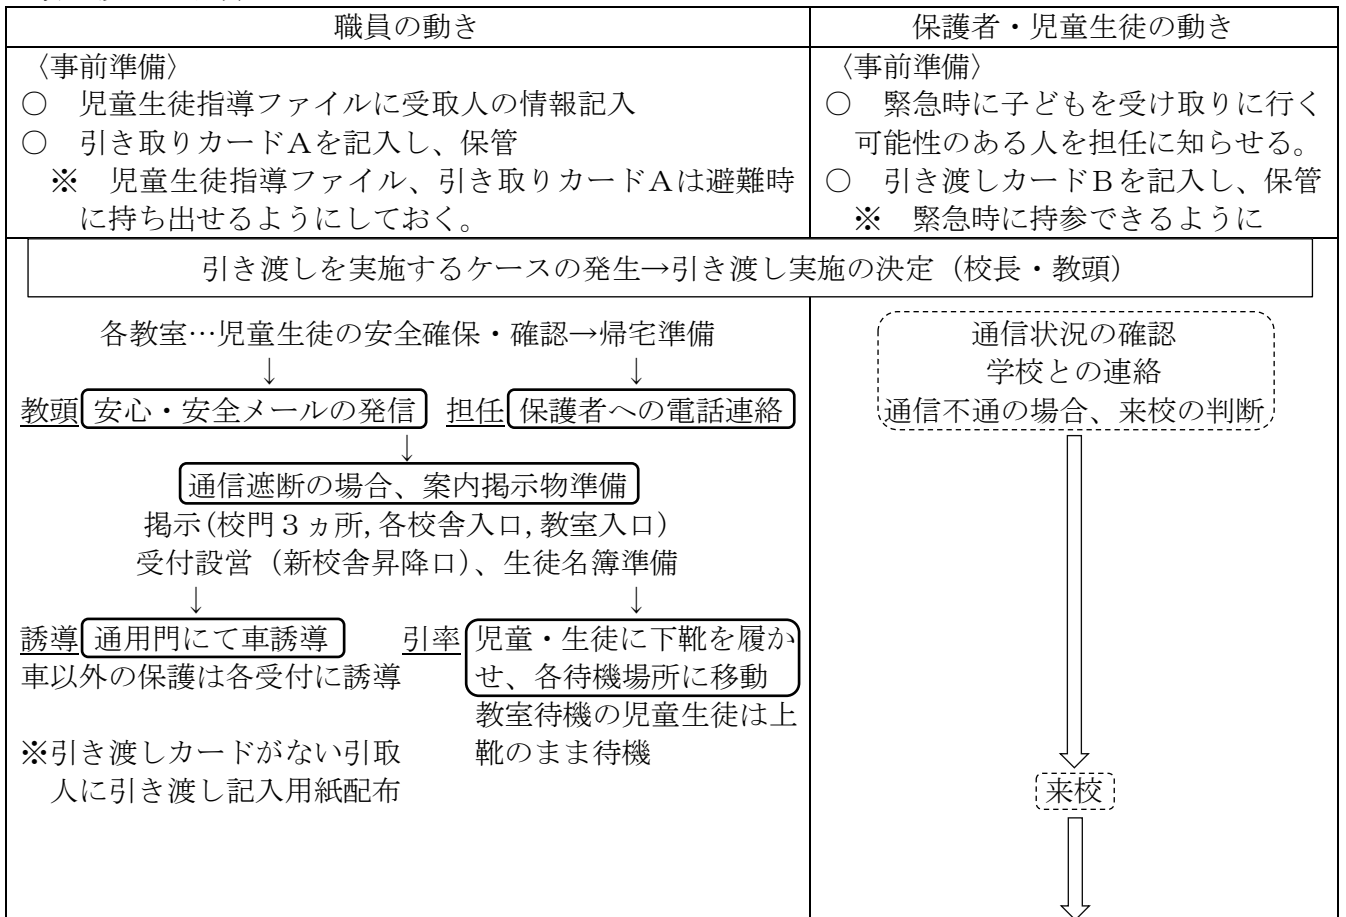 職員の動き
保護者・児童生徒の動き
〈事前準備〉
○　児童生徒指導ファイルに受取人の情報記入
○　引き取りカードAを記入し、保管
※　児童生徒指導ファイル、引き取りカードAは避難時
に持ち出せるようにしておく。
〈事前準備〉
○　緊急時に子どもを受け取りに行く
可能性のある人を担任に知らせる。
○　引き渡しカードBを記入し、保管
※　緊急時に持参できるように
引き渡しを実施するケースの発生→引き渡し実施の決定（校長・教頭）
各教室…児童生徒の安全確保・確認→帰宅準備
↓　↓
教頭 安心・安全メールの発信　担任 保護者への電話連絡
↓
通信遮断の場合、案内掲示物準備
掲示(校門３ヵ所,各校舎入口,教室入口)
受付設営（新校舎昇降口）、生徒名簿準備
↓　↓
誘導 通用門にて車誘導
車以外の保護は各受付に誘導
※引き渡しカードがない引取
人に引き渡し記入用紙配布
引率 児童・生徒に下靴を履か
せ、各待機場所に移動
教室待機の児童生徒は上
靴のまま待機
通信状況の確認
学校との連絡
通信不通の場合、来校の判断
来校